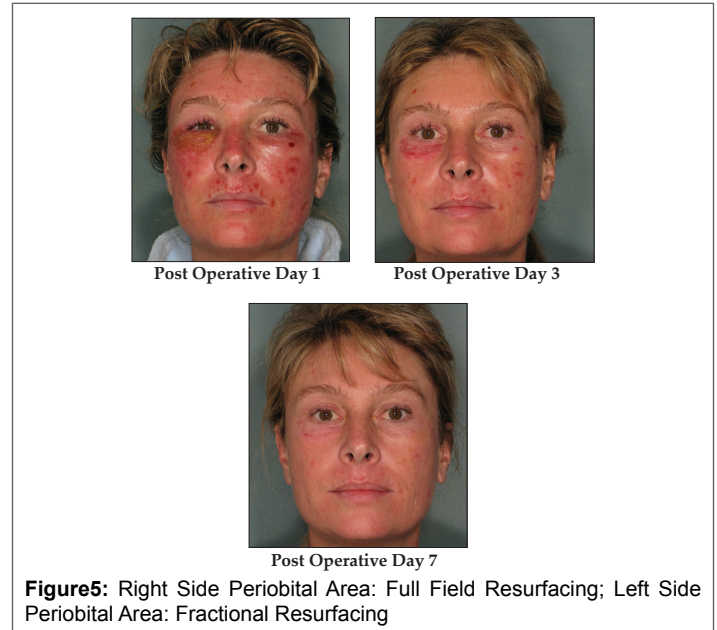 Post Operative Day 1
Post Operative Day 3
Post Operative Day 7
Figure5: Right Side Periobital Area: Full Field Resurfacing; Left Side
Periobital Area: Fractional Resurfacing